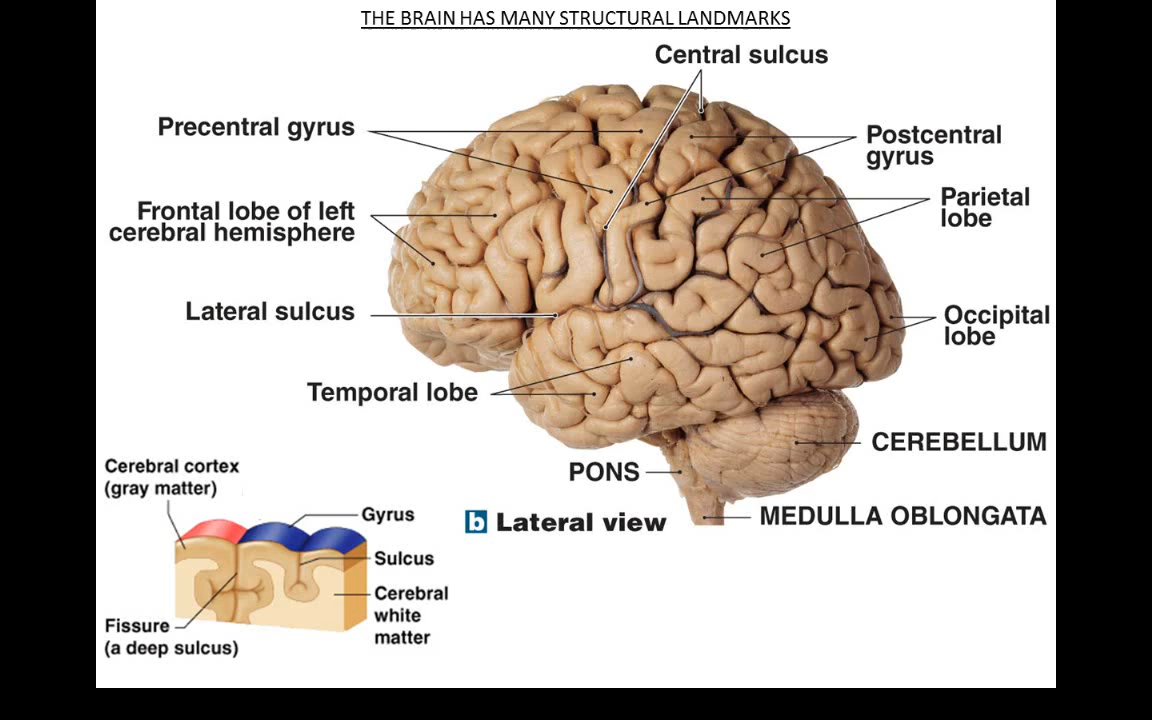 THE BRAIN HAS MANY STRUCTURAL LANDMARKS
Central sulcus
Precentral gyrus
Postcentral
gyrus
Frontal lobe of left
cerebral hemisphere
Parietal
lobe
Lateral sulcus
Occipital
lobe
Temporal lobe
CEREBELLUM
PONS
MEDULLA OBLONGATA
b Lateral view
Cerebral cortex
(gray matter)
Gyrus
Sulcus
Cerebral
white
matter
Fissure
(a deep sulcus)